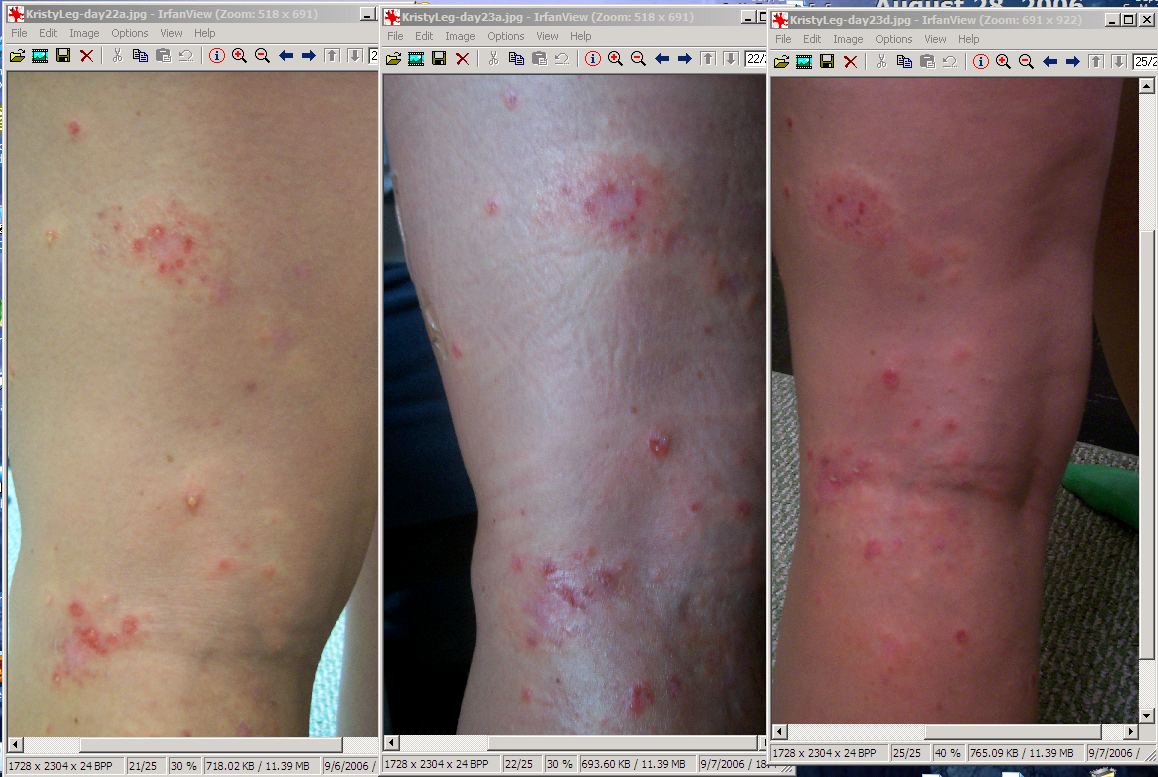 August 28, 2006
KristyLeg-day22a.jpg - IrfanView (Zoom: 518 x 691)
File Edit Image Options View Help
1728 x 2304 x 24 BPP 21/25 30 % 718.02 KB / 11.39 MB 9/6/2006 /
KristyLeg-day23a.jpg - IrfanView (Zoom: 518 x 691)
File Edit Image Options View Help
22/
1728 x 2304 x 24 BPP 22/25 30 % 693.60 KB / 11.39 MB 9/7/2006 / 18
KristyLeg-day23d.jpg - IrfanView (Zoom: 691 x 922)
File Edit Image Options View Help
25/2
1728 x 2304 x 24 BPP 25/25 40 % 765.09 KB / 11.39 MB 9/7/2006 /